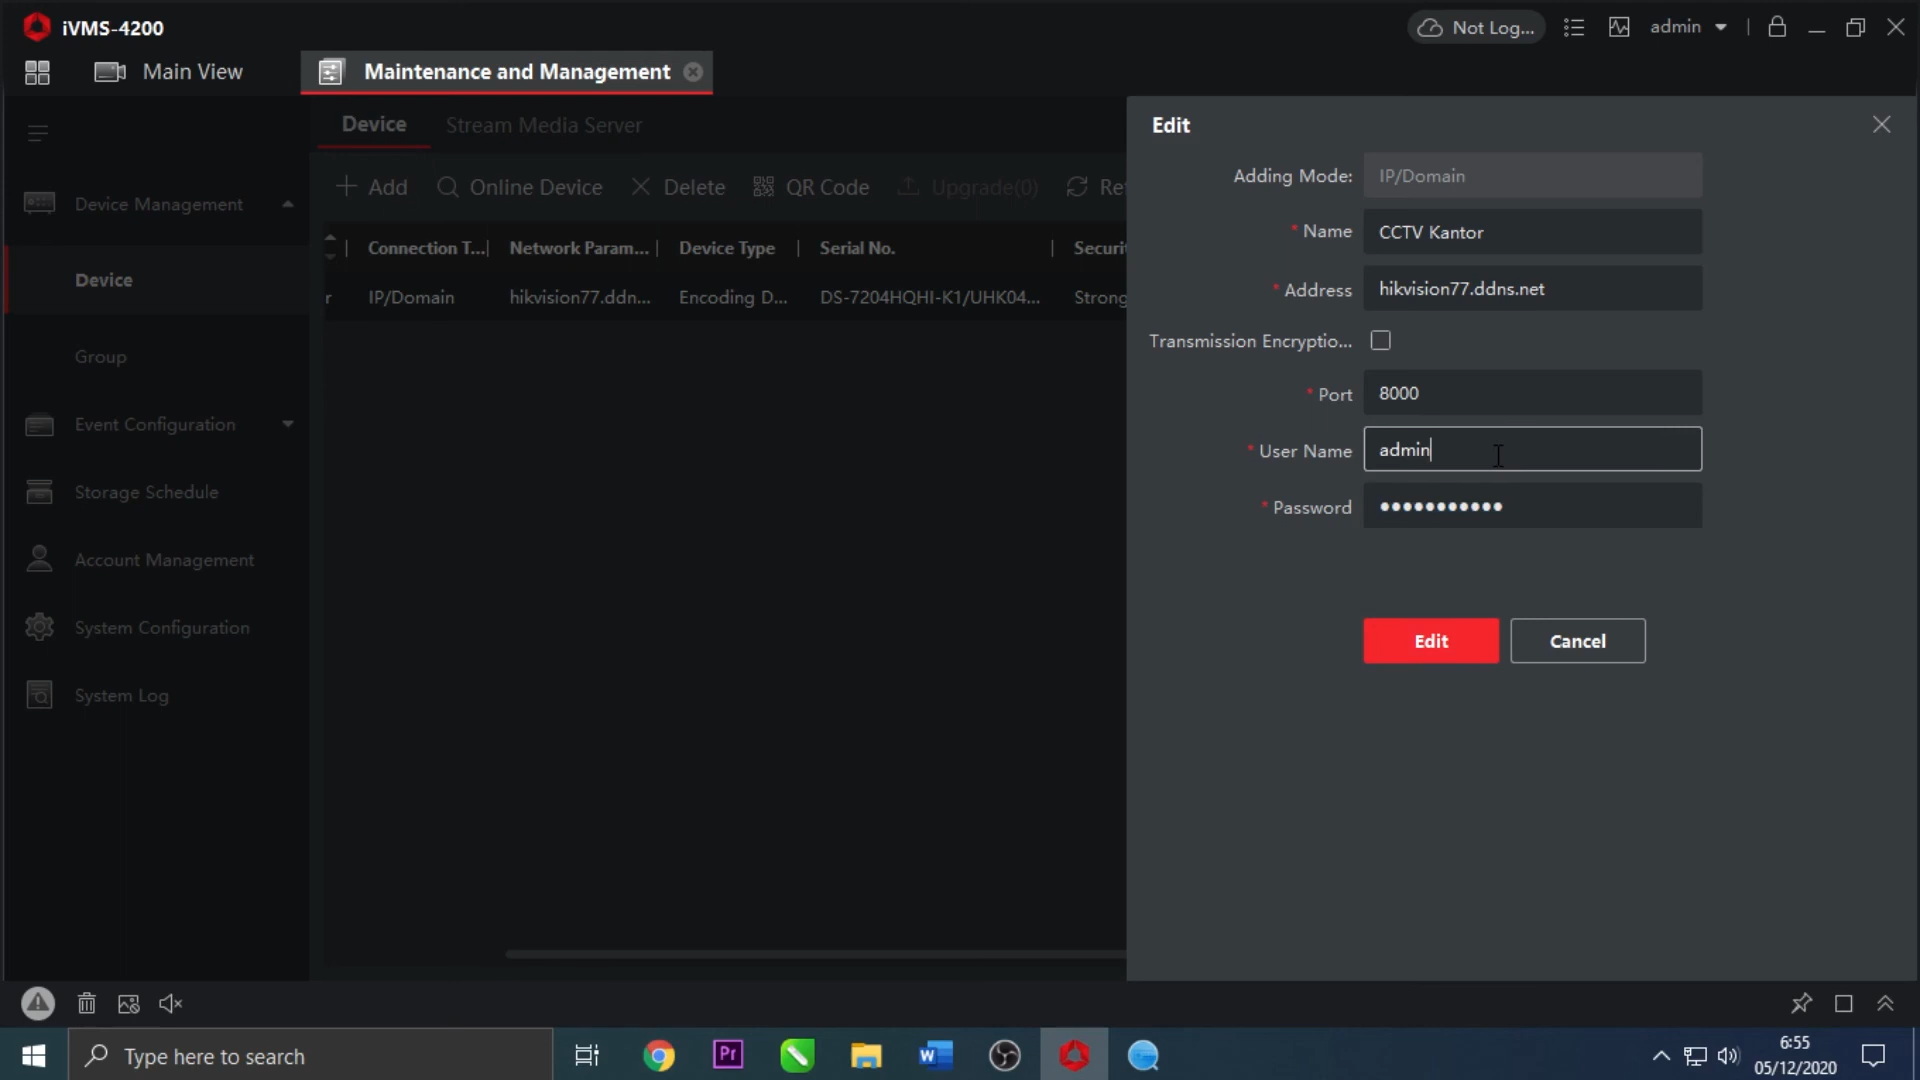 iVMS-4200
Not Log...
admin
Main View
Maintenance and Management
Device
Stream Media Server
Add
Online Device
Delete
QR Code
Upgrade(0)
Ref
Connection T...
Network Param...
Device Type
Serial No.
Securit
r
IP/Domain
hikvision77.ddn...
Encoding D...
DS-7204HQHI-K1/UHK04...
Strong
Device Management
Device
Group
Event Configuration
Storage Schedule
Account Management
System Configuration
System Log
Edit
Adding Mode: IP/Domain
* Name CCTV Kantor
* Address hikvision77.ddns.net
Transmission Encryptio...
* Port 8000
* User Name admin
* Password ●●●●●●●●●●●
Edit
Cancel
Type here to search
Pr
W
6:55
05/12/2020